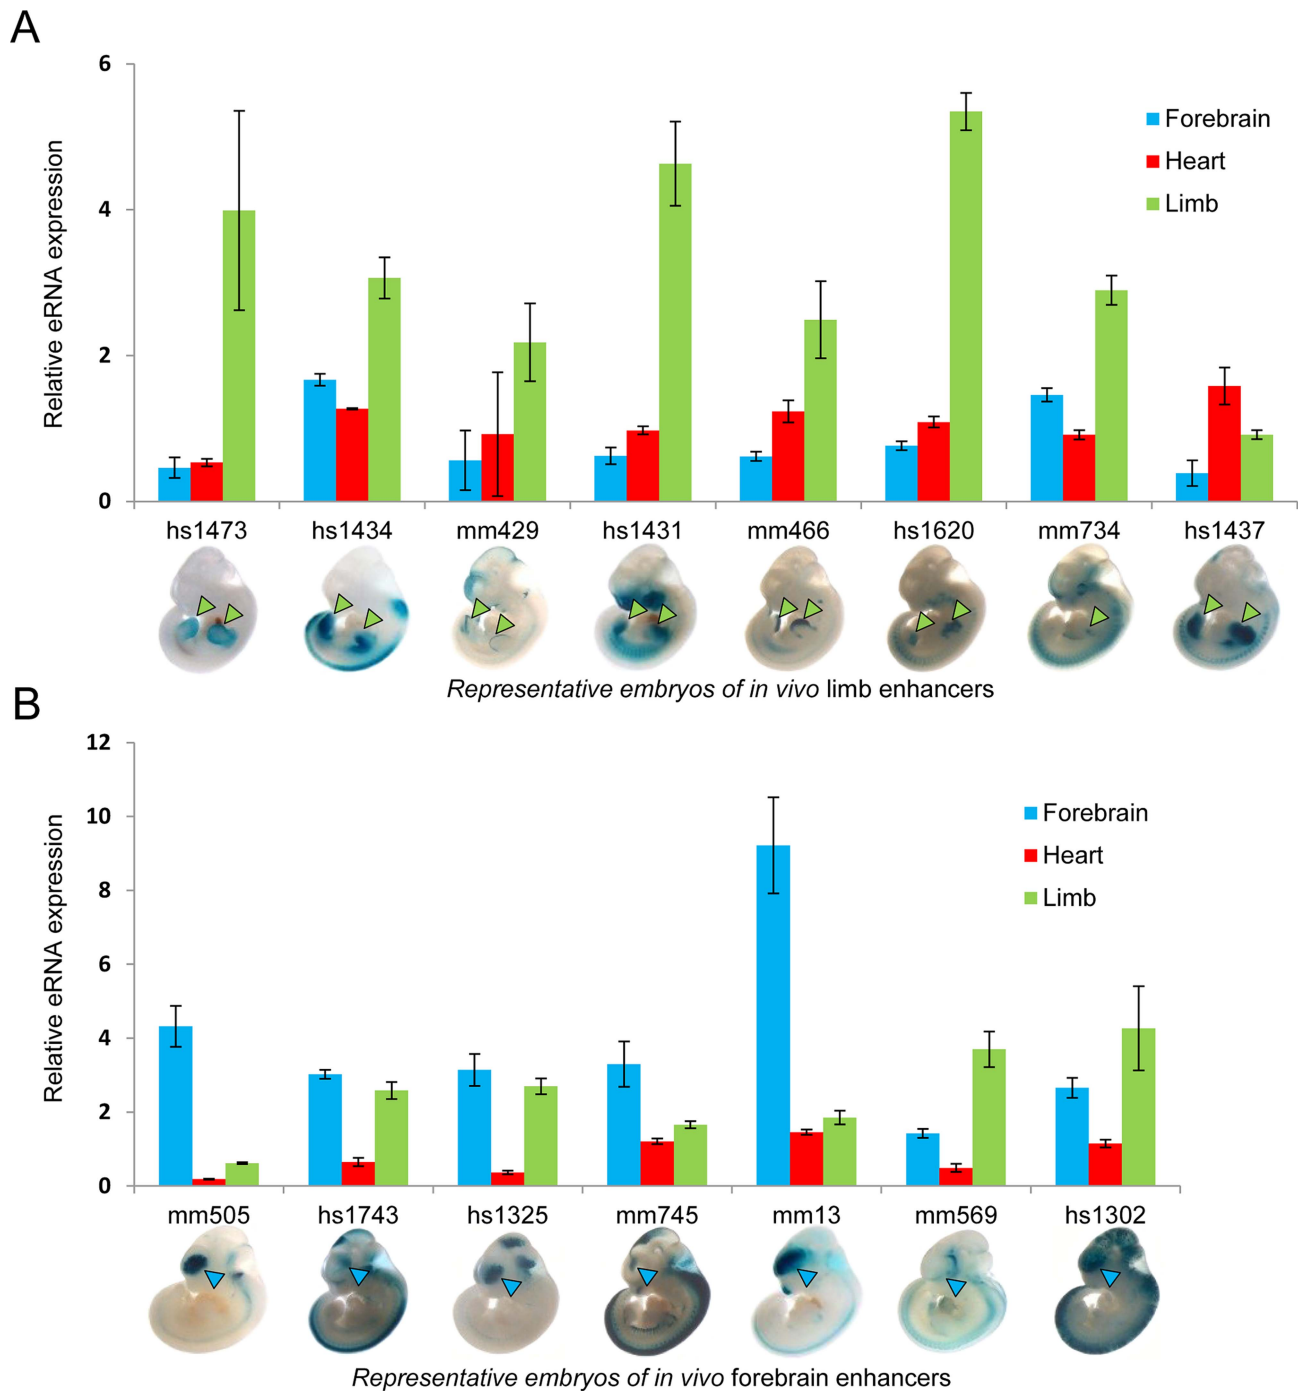 A
6
4
2
0
Relative eRNA expression
Forebrain
Heart
Limb
hs1473 hs1434 mm429 hs1431 mm466 hs1620 mm734 hs1437
Representative embryos of in vivo limb enhancers
B
12
10
8
6
4
2
0
Relative eRNA expression
Forebrain
Heart
Limb
mm505 hs1743 hs1325 mm745 mm13 mm569 hs1302
Representative embryos of in vivo forebrain enhancers